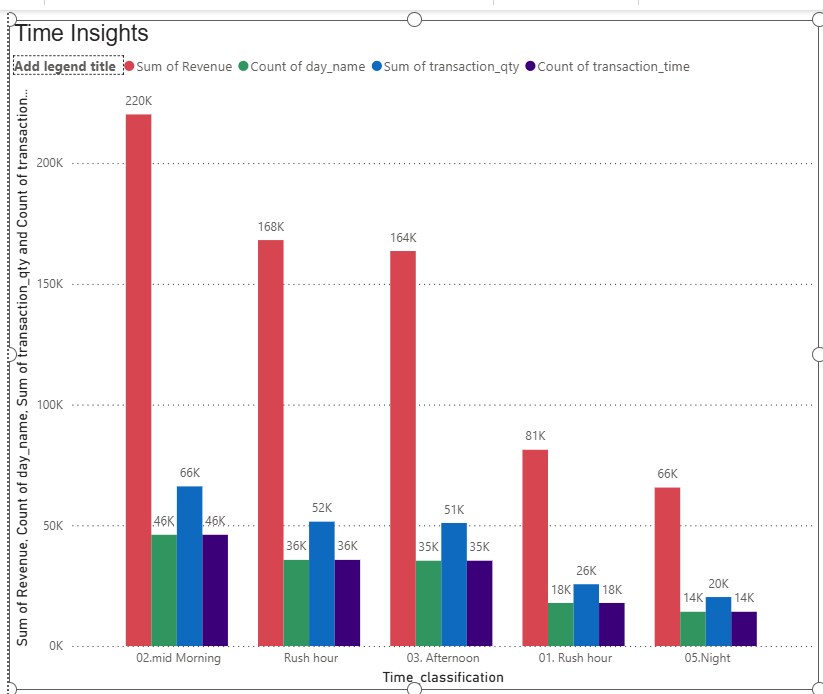 Time Insights
Add legend title Sum of Revenue Count of day_name Sum of transaction_qty Count of transaction_time
Sum of Revenue, Count of day_name, Sum of transaction_qty and Count of transaction...
220K
200K
168K
164K
150K
100K
81K
66K
66K
50K
46K 46K
52K
36K 36K
51K
35K 35K
26K
18K 18K
20K
14K 14K
0K
02.mid Morning Rush hour 03. Afternoon 01. Rush hour 05.Night
Time_classification